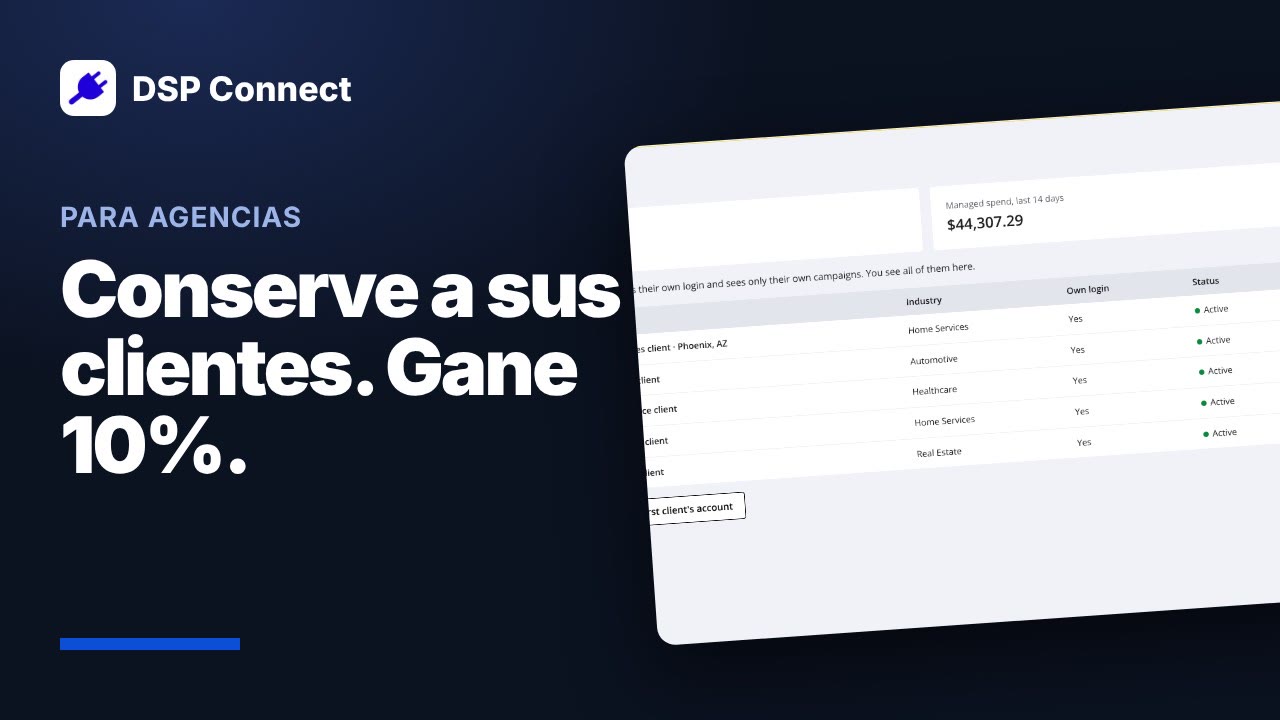 DSP Connect
PARA AGENCIAS
Conserve a sus
clientes. Gane
10%.
Managed spend, last 14 days
$44,307.29
their own login and sees only their own campaigns. You see all of them here.
Industry Own login Status
client · Phoenix, AZ Home Services Yes Active
Automotive Yes Active
client Healthcare Yes Active
client Home Services Yes Active
Real Estate Yes Active
client's account